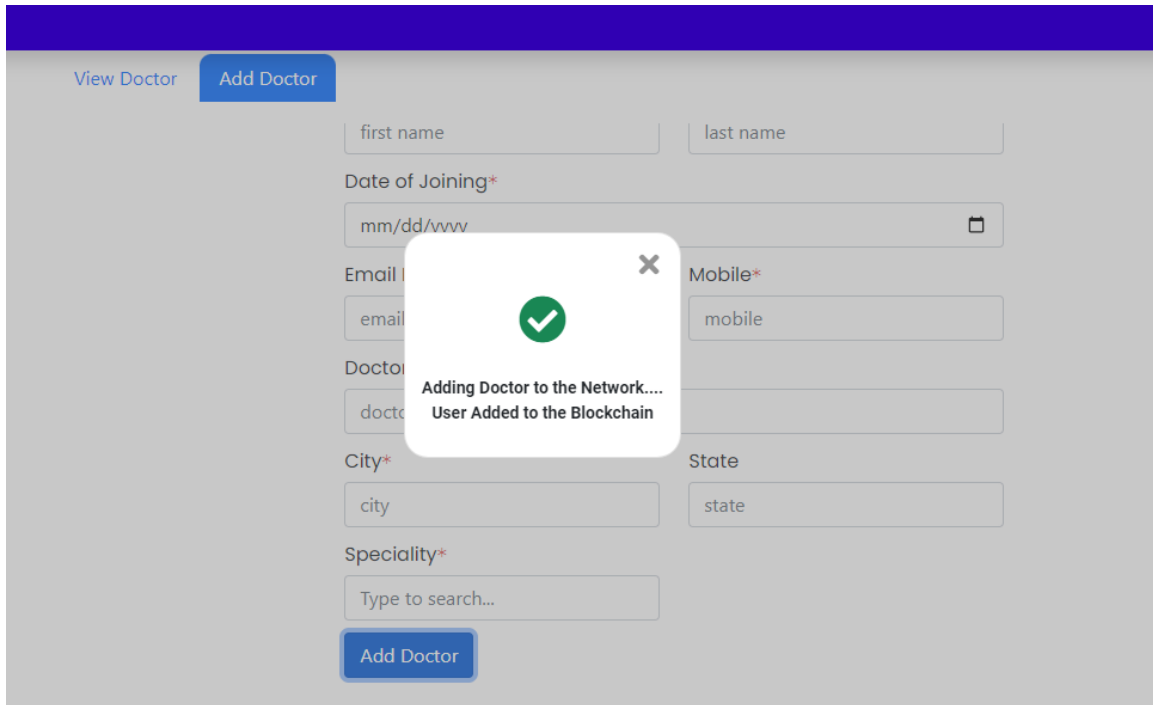 View Doctor Add Doctor
first name last name
Date of Joining*
mm/dd/yyyy
Email Mobile*
email mobile
Adding Doctor to the Network....
User Added to the Blockchain
City* State
city state
Speciality*
Type to search...
Add Doctor